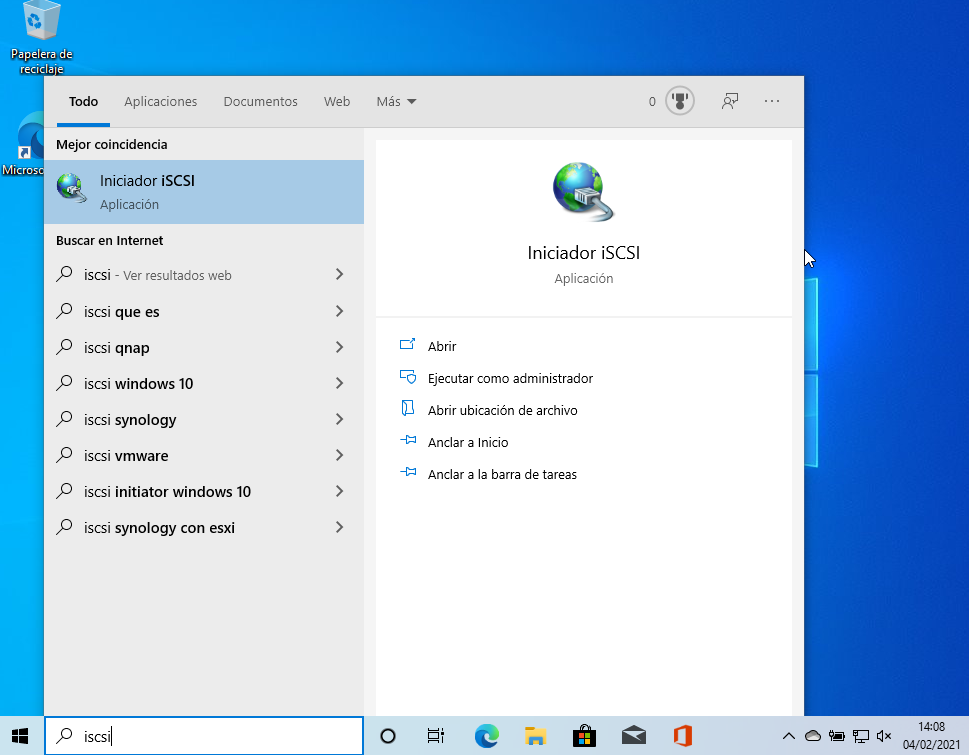 Papelera de
reciclaje
Microso
Todo Aplicaciones Documentos Web Más 0 ...
Mejor coincidencia
Iniciador iSCSI
Aplicación
Buscar en Internet
iscsi - Ver resultados web
iscsi que es
iscsi qnap
iscsi windows 10
iscsi synology
iscsi vmware
iscsi initiator windows 10
iscsi synology con esxi
Iniciador iSCSI
Aplicación
Abrir
Ejecutar como administrador
Abrir ubicación de archivo
Anclar a Inicio
Anclar a la barra de tareas
iscsi
14:08
04/02/2021